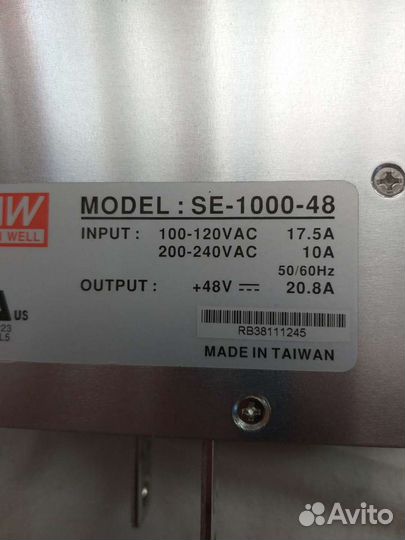 MW
MODEL : SE-1000-48
N WELL
INPUT : 100-120VAC 17.5A
200-240VAC 10A
50/60Hz
OUTPUT : +48V 20.8A
US
RB38111245
MADE IN TAIWAN
Avito